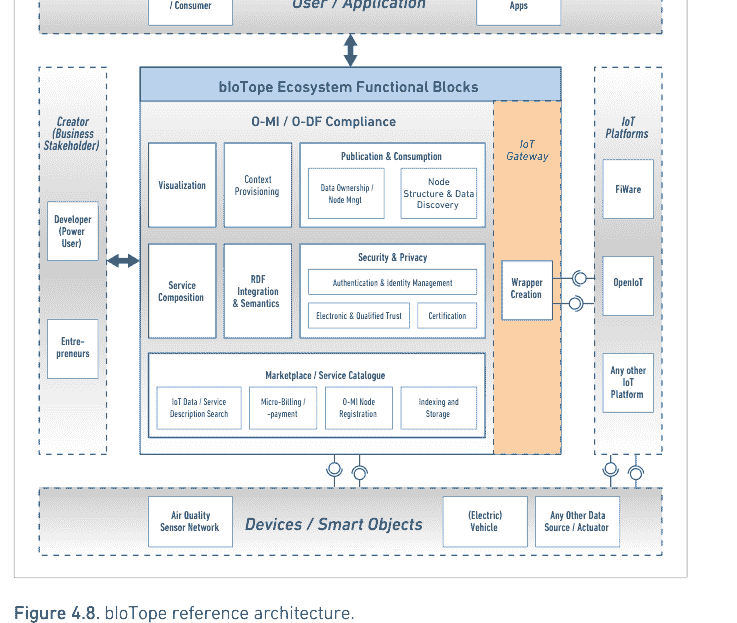 / Consumer
User / Application
Apps
bIoTope Ecosystem Functional Blocks
Creator
(Business
Stakeholder)
Developer
(Power
User)
Entre-
preneurs
O-MI / O-DF Compliance
Visualization
Context
Provisioning
Publication & Consumption
Data Ownership /
Node Mngt
Node
Structure & Data
Discovery
Service
Composition
RDF
Integration
& Semantics
Security & Privacy
Authentication & Identity Management
Electronic & Qualified Trust
Certification
Marketplace / Service Catalogue
IoT Data / Service
Description Search
Micro-Billing /
-payment
O-MI Node
Registration
Indexing and
Storage
IoT
Gateway
Wrapper
Creation
IoT
Platforms
FiWare
OpenIoT
Any other
IoT
Platform
Air Quality
Sensor Network
Devices / Smart Objects
(Electric)
Vehicle
Any Other Data
Source / Actuator
Figure 4.8. bIoTope reference architecture.